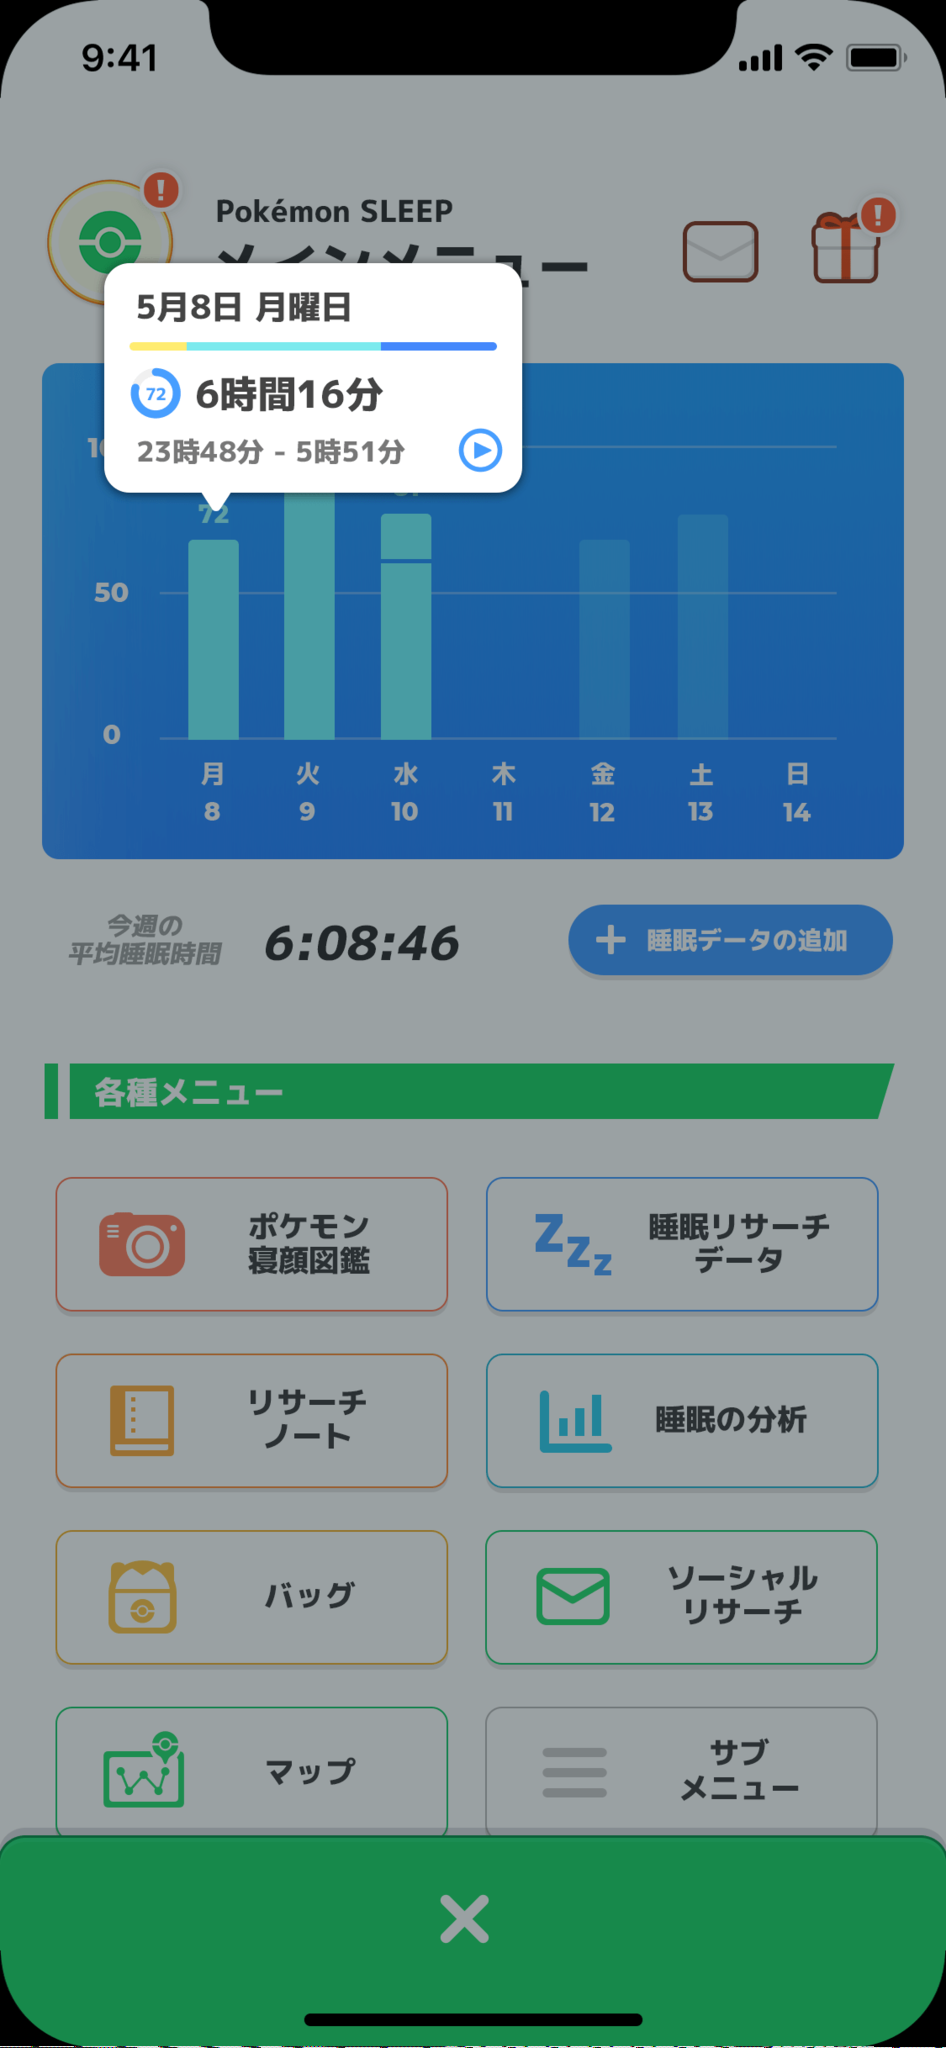 9:41
Pokémon SLEEP
メインメニュー
5月8日 月曜日
72
6時間16分
23時48分 - 5時51分
72
50
0
月 火 水 木 金 土 日
8 9 10 11 12 13 14
今週の
平均睡眠時間
6:08:46
睡眠データの追加
各種メニュー
ポケモン
寝顔図鑑
睡眠リサーチ
データ
リサーチ
ノート
睡眠の分析
バッグ
ソーシャル
リサーチ
マップ
サブ
メニュー